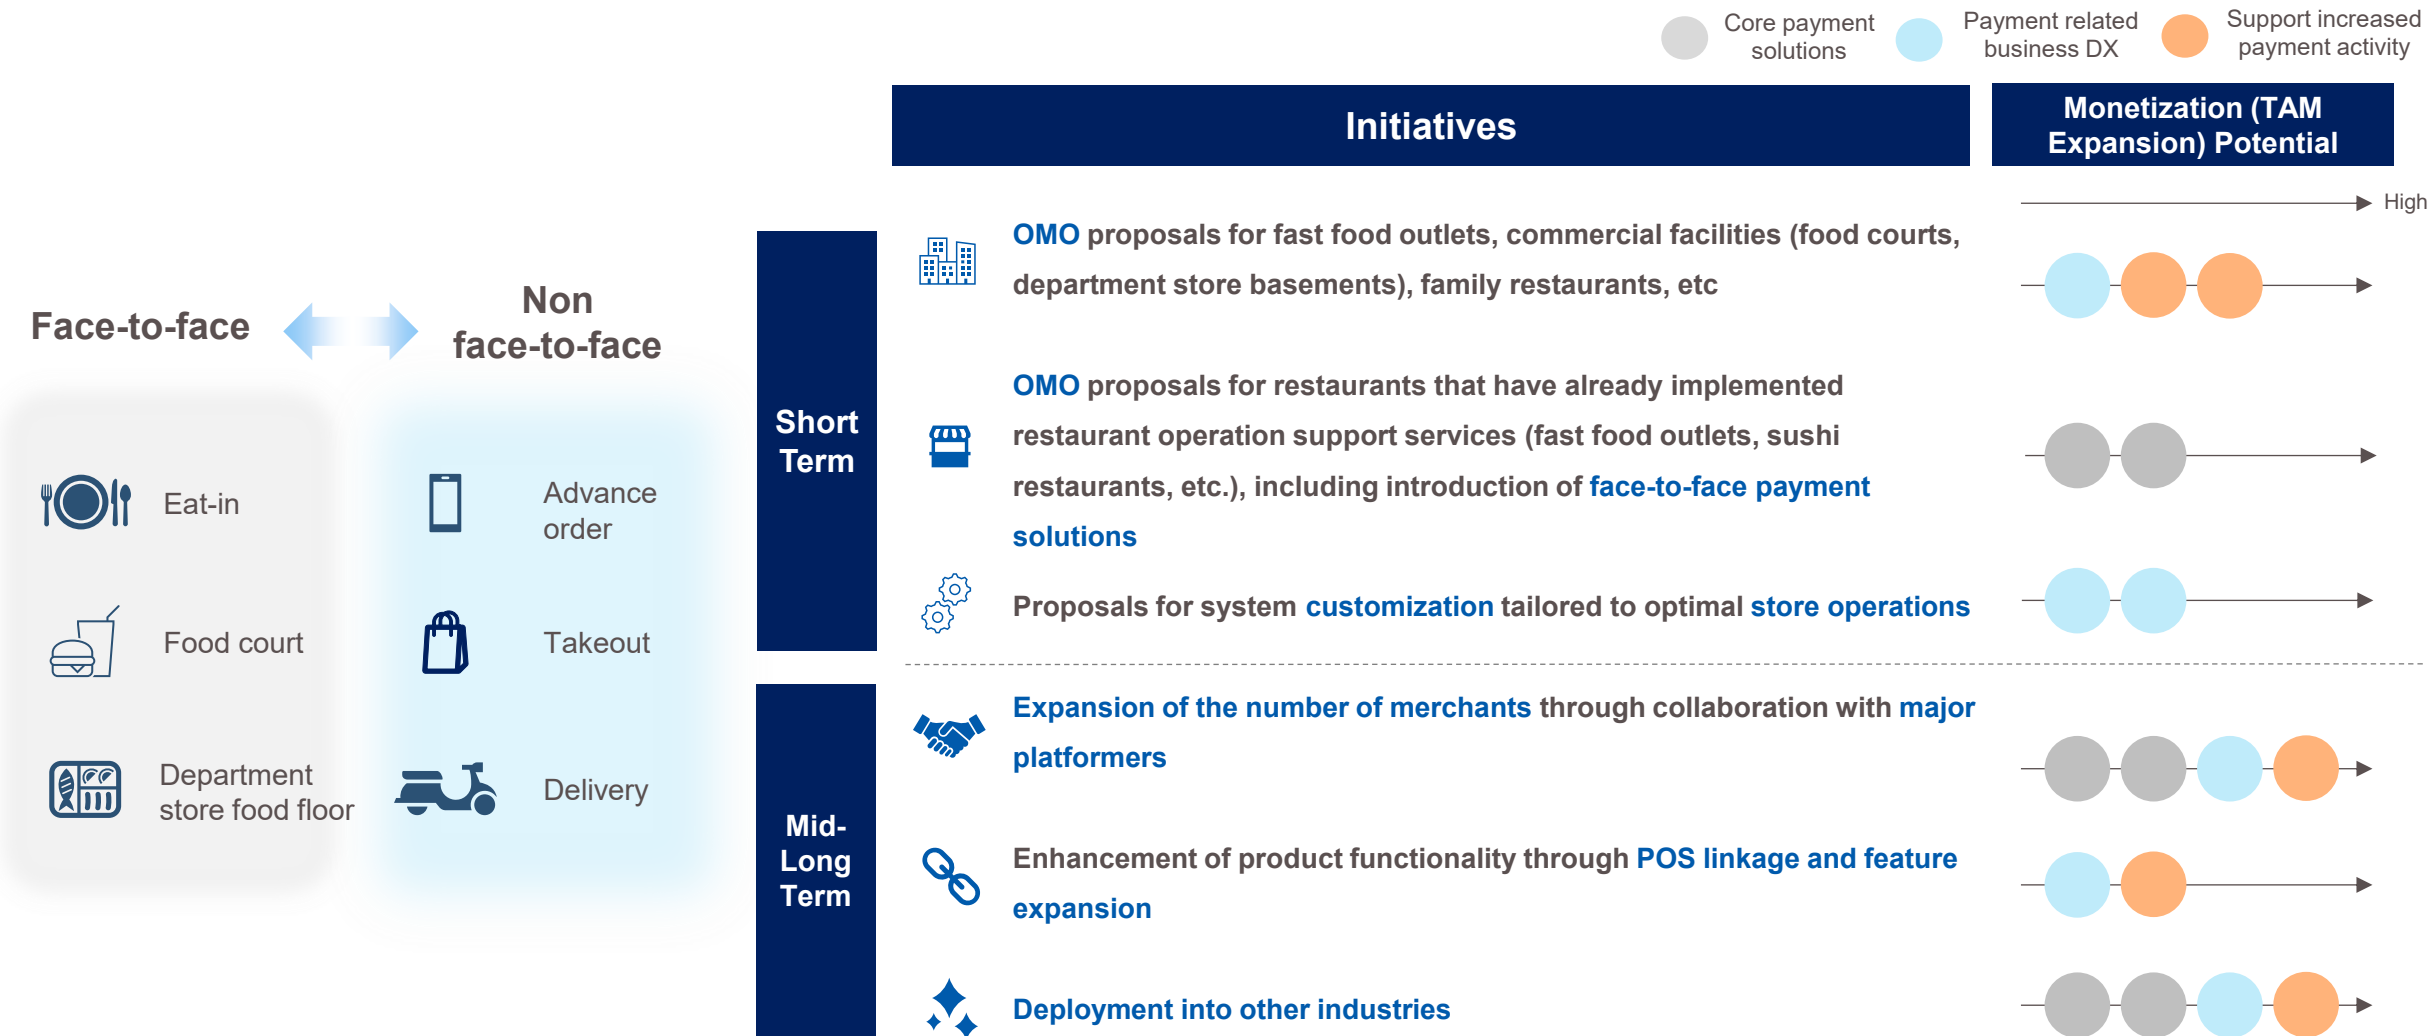 Core payment
solutions
Payment related
business DX
Support increased
payment activity
Initiatives
Monetization (TAM
Expansion) Potential
High
Face-to-face
Non
face-to-face
Eat-in
Food court
Department
store food floor
Advance
order
Takeout
Delivery
Short
Term
OMO proposals for fast food outlets, commercial facilities (food courts,
department store basements), family restaurants, etc
OMO proposals for restaurants that have already implemented
restaurant operation support services (fast food outlets, sushi
restaurants, etc.), including introduction of face-to-face payment
solutions
Proposals for system customization tailored to optimal store operations
Mid-
Long
Term
Expansion of the number of merchants through collaboration with major
platformers
Enhancement of product functionality through POS linkage and feature
expansion
Deployment into other industries